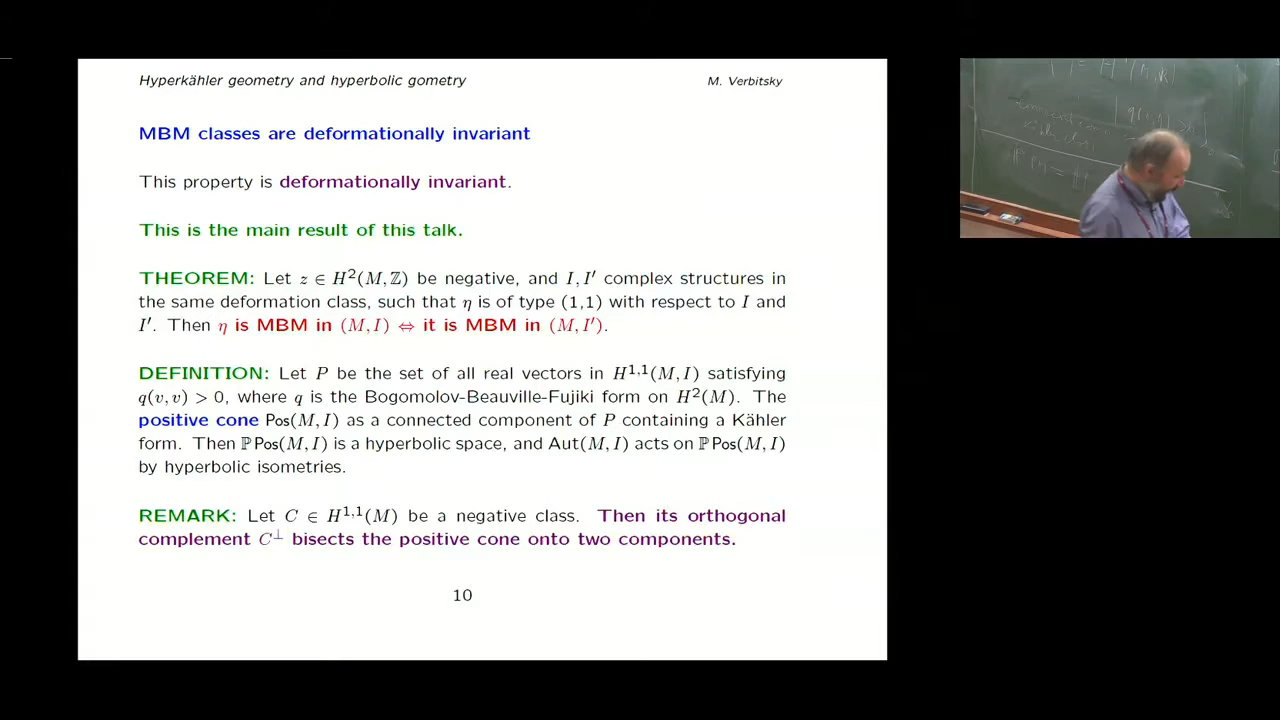 Hyperkähler geometry and hyperbolic gometry M. Verbitsky
MBM classes are deformationally invariant
This property is deformationally invariant.
This is the main result of this talk.
THEOREM: Let z ∈ H²(M, ℤ) be negative, and I, I′ complex structures in
the same deformation class, such that η is of type (1,1) with respect to I and
I′. Then η is MBM in (M, I) ⇔ it is MBM in (M, I′).
DEFINITION: Let P be the set of all real vectors in H¹,¹(M, I) satisfying
q(v, v) > 0, where q is the Bogomolov-Beauville-Fujiki form on H²(M). The
positive cone Pos(M, I) as a connected component of P containing a Kähler
form. Then ℙPos(M, I) is a hyperbolic space, and Aut(M, I) acts on ℙPos(M, I)
by hyperbolic isometries.
REMARK: Let C ∈ H¹,¹(M) be a negative class. Then its orthogonal
complement C⊥ bisects the positive cone onto two components.
10